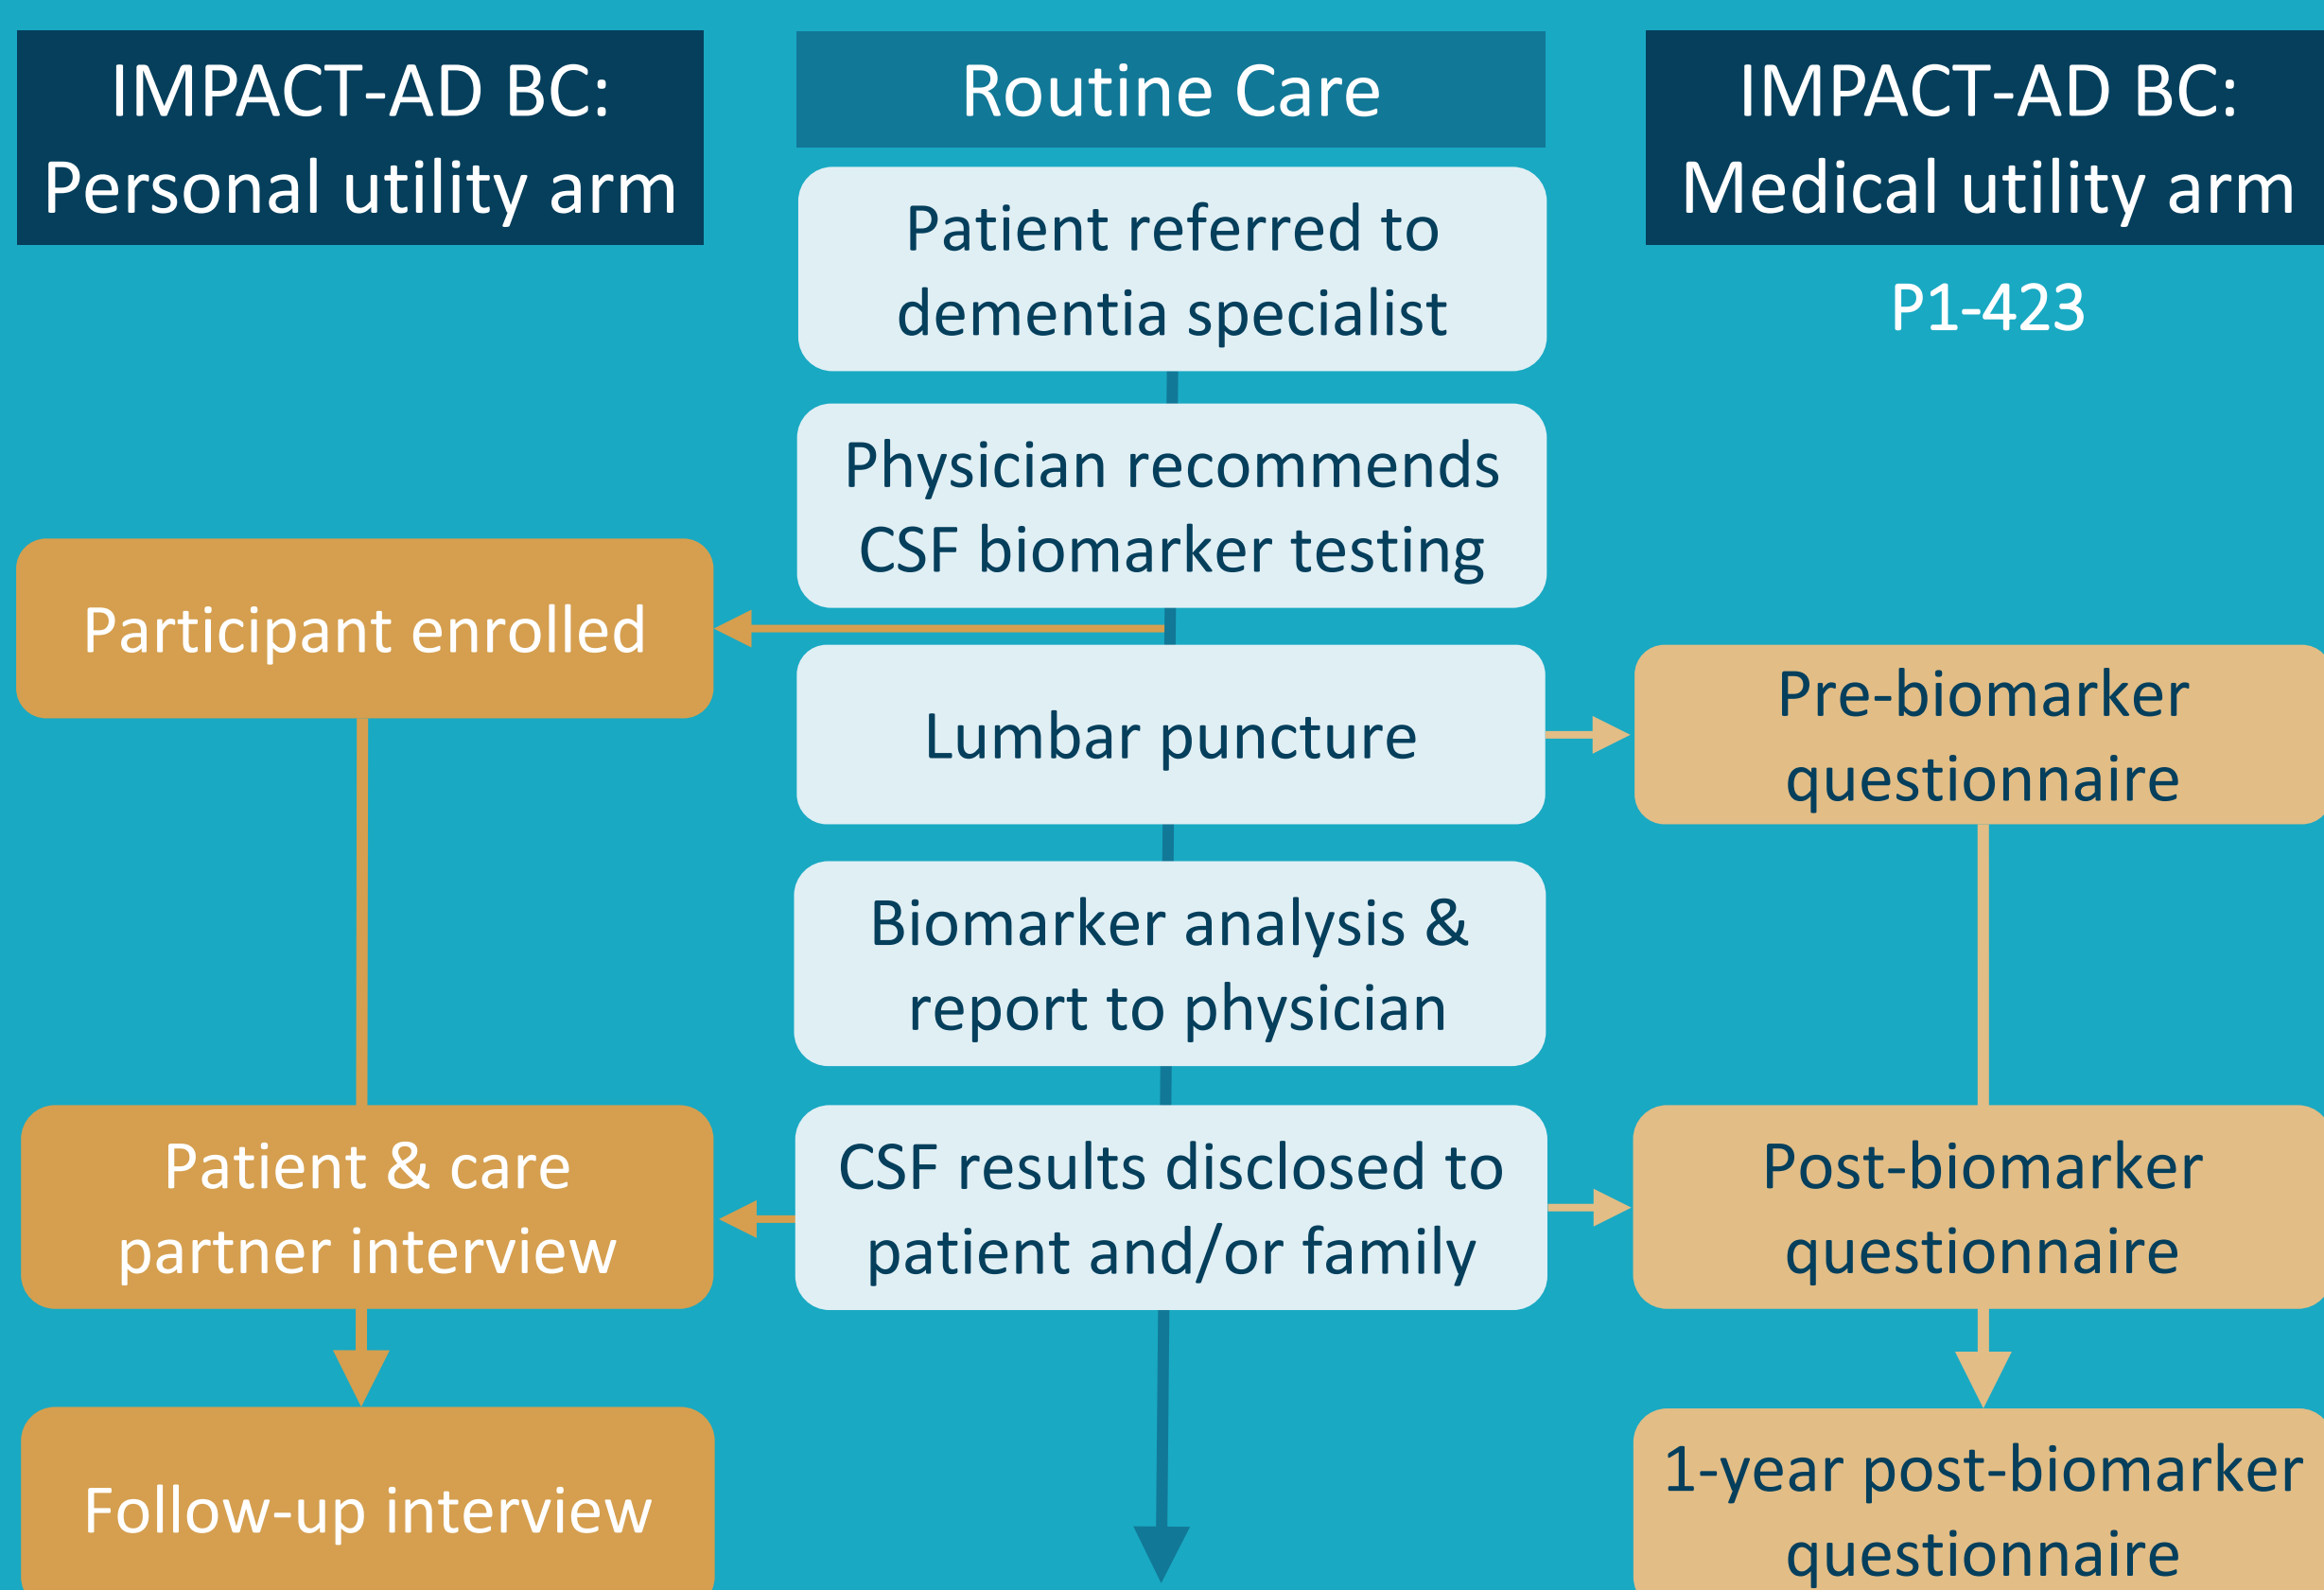 IMPACT-AD BC:
Personal utility arm
Routine Care
IMPACT-AD BC:
Medical utility arm
P1-423
Patient referred to
dementia specialist
Physician recommends
CSF biomarker testing
Participant enrolled
Lumbar puncture
Pre-biomarker
questionnaire
Biomarker analysis &
report to physician
Patient & care
partner interview
CSF results disclosed to
patient and/or family
Post-biomarker
questionnaire
Follow-up interview
1-year post-biomarker
questionnaire